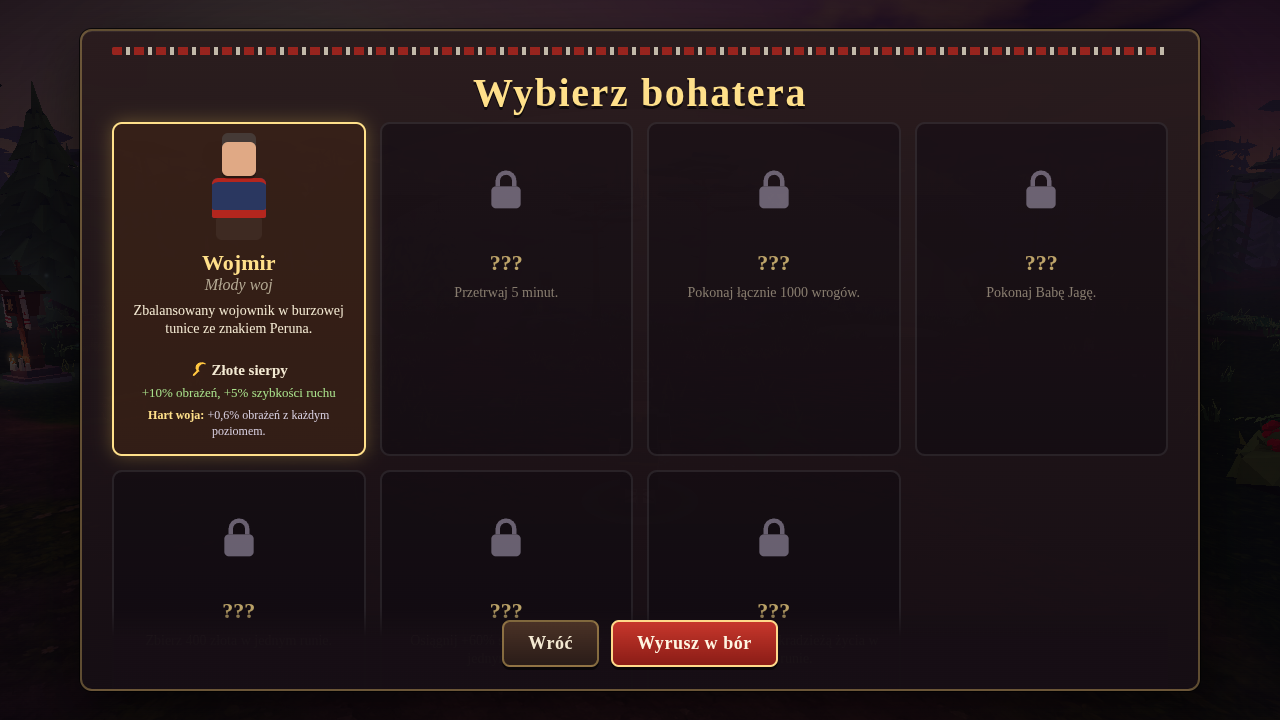 Wybierz bohatera
Wojmir
Młody woj
Zbalansowany wojownik w burzowej
tunice ze znakiem Peruna.
Złote sierpy
+10% obrażeń, +5% szybkości ruchu
Hart woja: +0,6% obrażeń z każdym
poziomem.
???
Przetrwaj 5 minut.
???
Pokonaj łącznie 1000 wrogów.
???
Pokonaj Babę Jagę.
???
???
???
Wróć
Wyrusz w bór